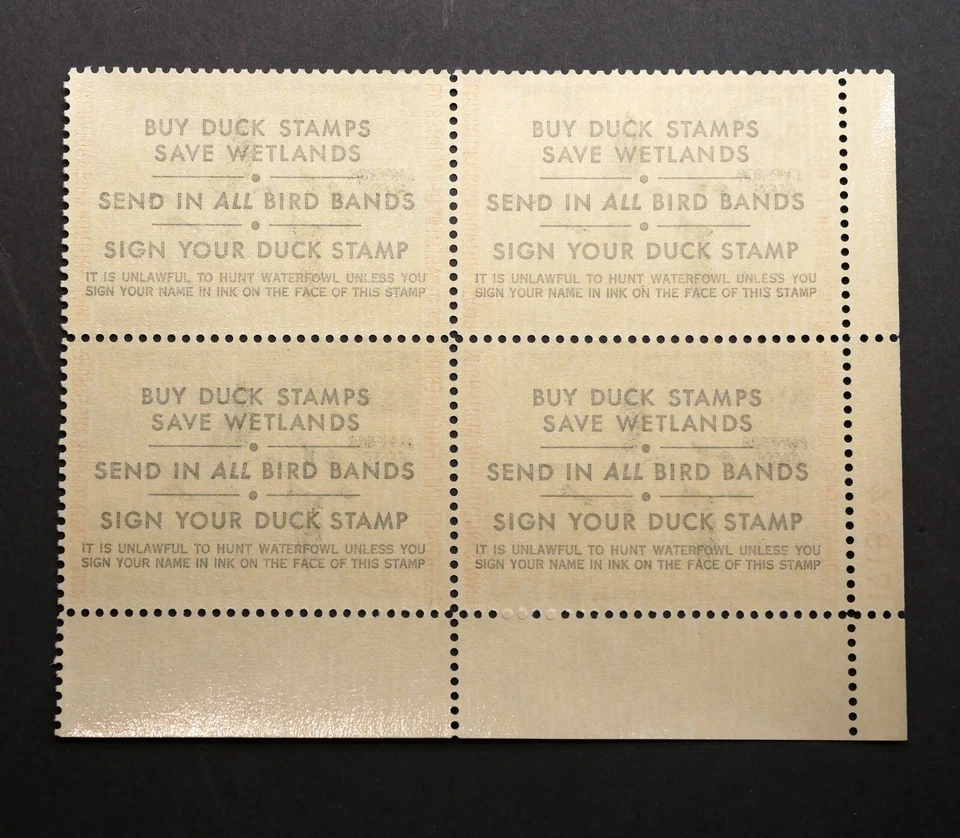 BUY DUCK STAMPS
SAVE WETLANDS
SEND IN ALL BIRD BANDS
SIGN YOUR DUCK STAMP
IT IS UNLAWFUL TO HUNT WATERFOWL UNLESS YOU
SIGN YOUR NAME IN INK ON THE FACE OF THIS STAMP
BUY DUCK STAMPS
SAVE WETLANDS
SEND IN ALL BIRD BANDS
SIGN YOUR DUCK STAMP
IT IS UNLAWFUL TO HUNT WATERFOWL UNLESS YOU
SIGN YOUR NAME IN INK ON THE FACE OF THIS STAMP
BUY DUCK STAMPS
SAVE WETLANDS
SEND IN ALL BIRD BANDS
SIGN YOUR DUCK STAMP
IT IS UNLAWFUL TO HUNT WATERFOWL UNLESS YOU
SIGN YOUR NAME IN INK ON THE FACE OF THIS STAMP
BUY DUCK STAMPS
SAVE WETLANDS
SEND IN ALL BIRD BANDS
SIGN YOUR DUCK STAMP
IT IS UNLAWFUL TO HUNT WATERFOWL UNLESS YOU
SIGN YOUR NAME IN INK ON THE FACE OF THIS STAMP